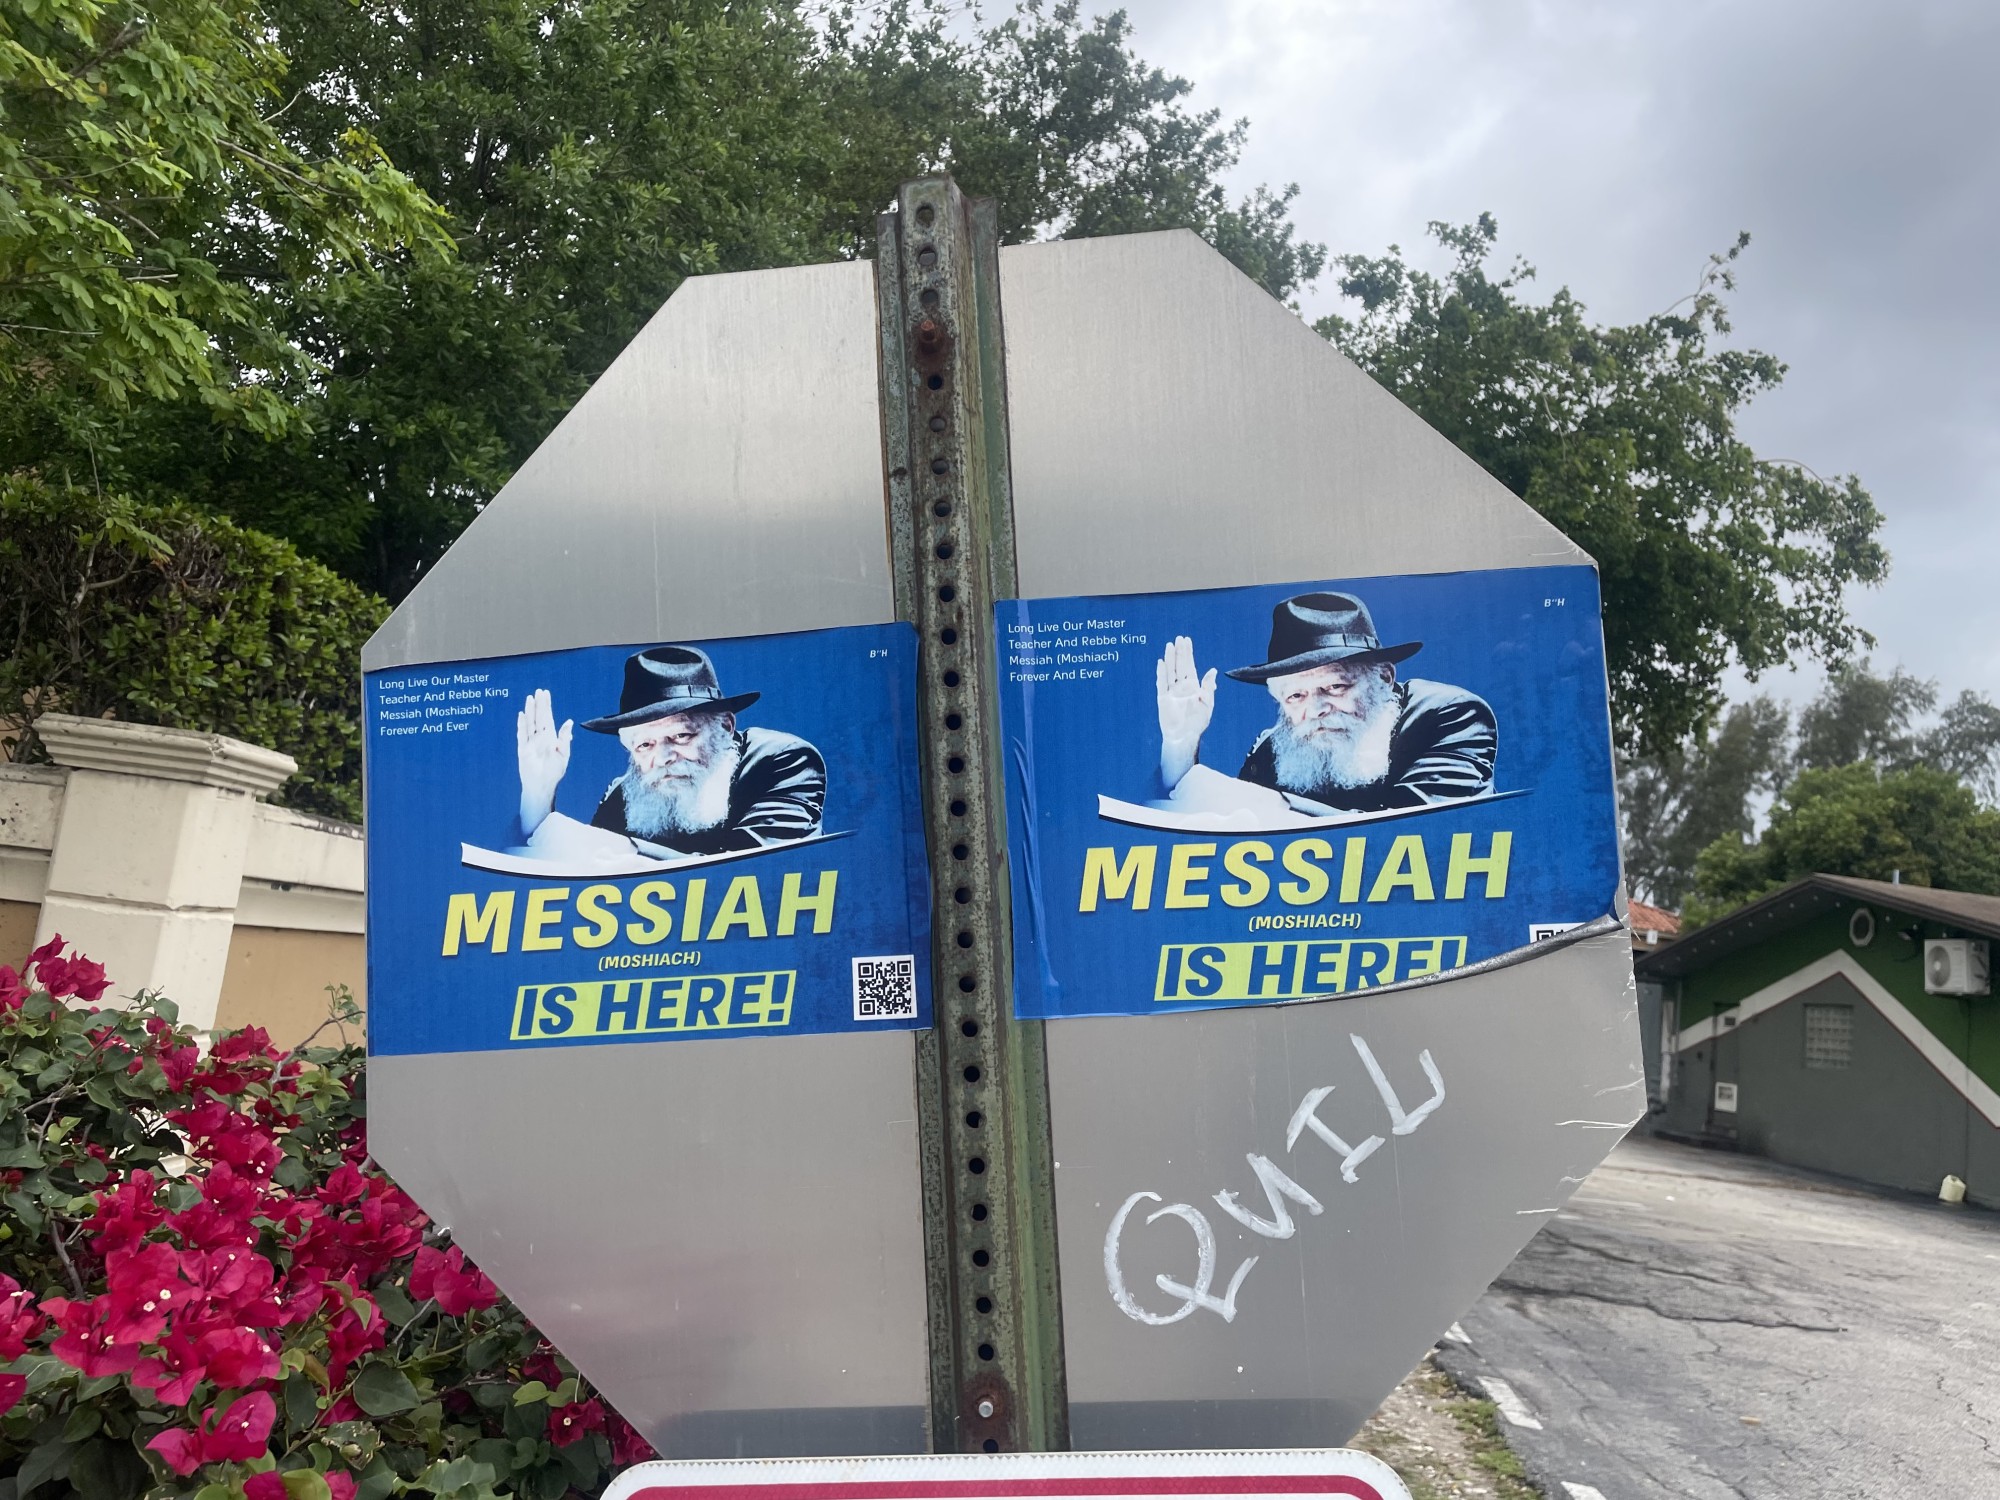 Long Live Our Master
Teacher And Rebbe King
Messiah (Moshiach)
Forever And Ever
B"H
MESSIAH
(MOSHIACH)
IS HERE!
Long Live Our Master
Teacher And Rebbe King
Messiah (Moshiach)
Forever And Ever
B"H
MESSIAH
(MOSHIACH)
IS HERE!
QUIL